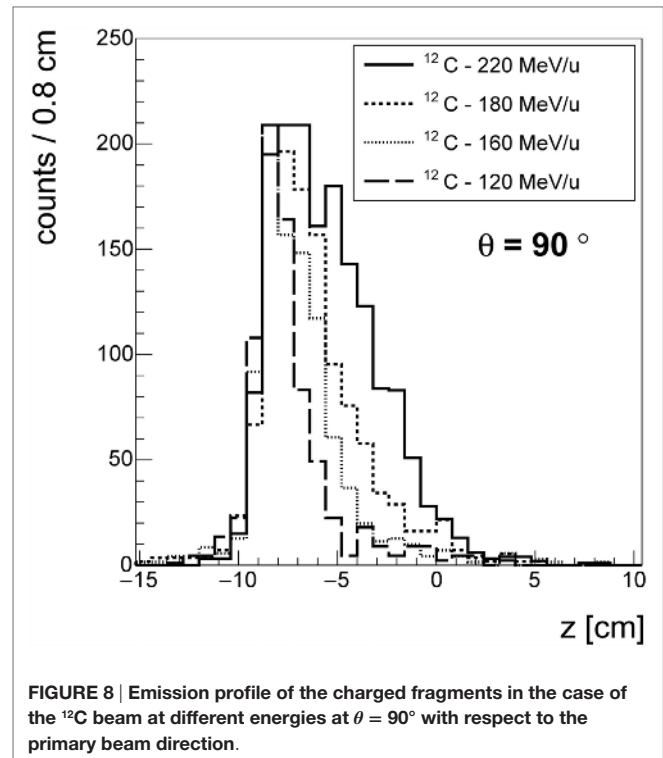 counts / 0.8 cm
250
200
150
100
50
0
¹²C - 220 MeV/u
¹²C - 180 MeV/u
¹²C - 160 MeV/u
¹²C - 120 MeV/u
θ = 90 °
−15
−10
−5
0
5
10
z [cm]
FIGURE 8 | Emission profile of the charged fragments in the case of
the ¹²C beam at different energies at θ = 90° with respect to the
primary beam direction.